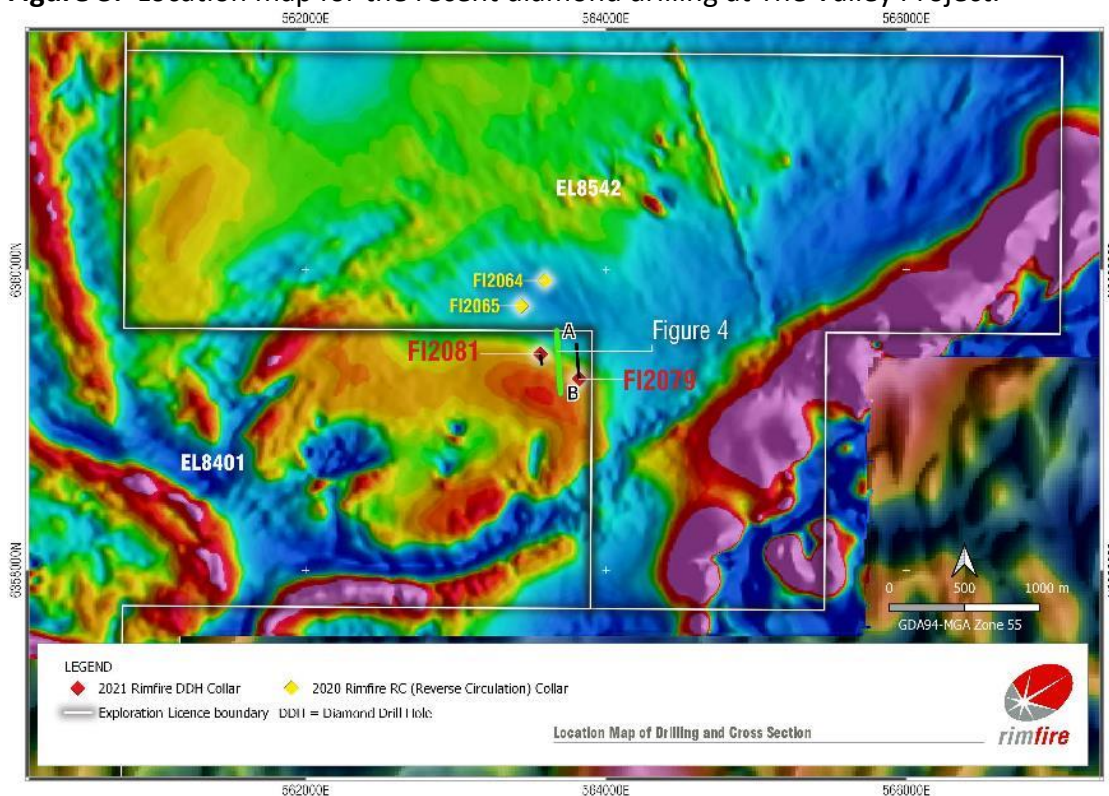 Figure Location map for the recent diamond drilling at The Valley Project.
562000E 564000E 566000E
EL8542
6360000N
FI2064
FI2065
A
Figure 4
FI2081
FI2079
B
EL8401
6358000N
0 500 1000 m
GDA94-MGA Zone 55
LEGEND
2021 Rimfire DDH Collar 2020 Rimfire RC (Reverse Circulation) Collar
Exploration Licence boundary DDH = Diamond Drill Hole
Location Map of Drilling and Cross Section
rimfire
562000E 564000E 566000E